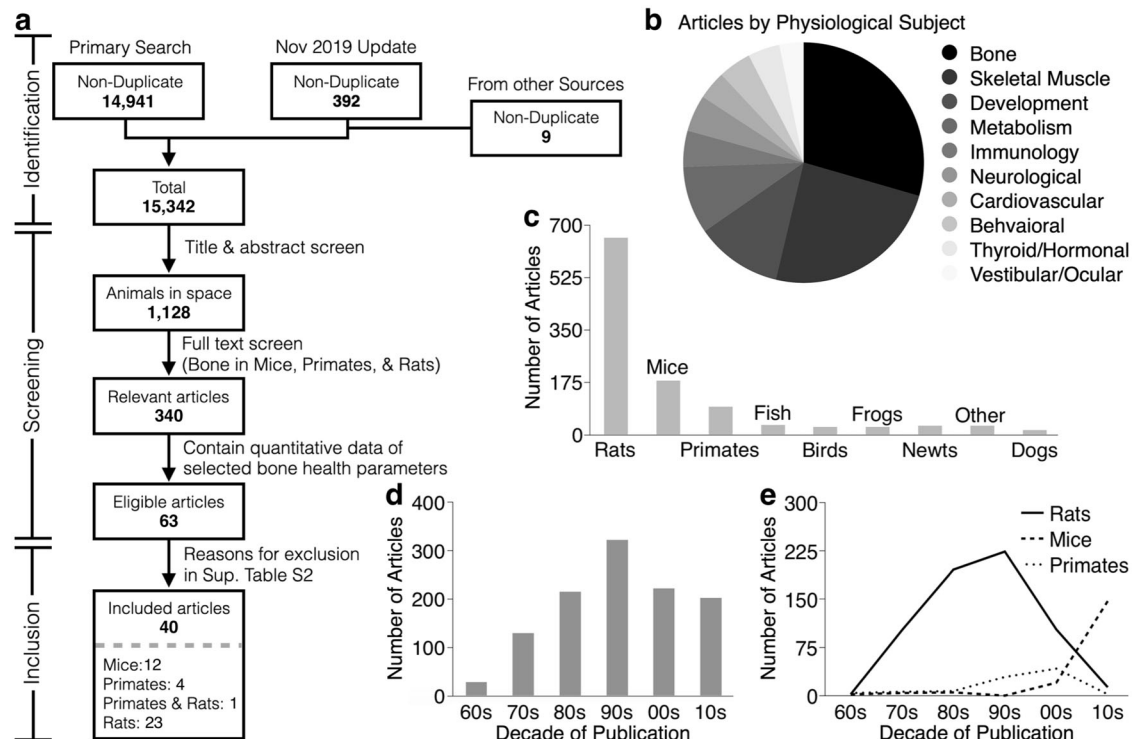 a
Identification
Screening
Inclusion
Primary Search
Non-Duplicate
14,941
Nov 2019 Update
Non-Duplicate
392
From other Sources
Non-Duplicate
9
Total
15,342
Title & abstract screen
Animals in space
1,128
Full text screen
(Bone in Mice, Primates, & Rats)
Relevant articles
340
Contain quantitative data of
selected bone health parameters
Eligible articles
63
Reasons for exclusion
in Sup. Table S2
Included articles
40
Mice:12
Primates: 4
Primates & Rats: 1
Rats: 23
b
Articles by Physiological Subject
Bone
Skeletal Muscle
Development
Metabolism
Immunology
Neurological
Cardiovascular
Behvaioral
Thyroid/Hormonal
Vestibular/Ocular
c
Number of Articles
700
525
350
175
0
Rats
Mice
Primates
Fish
Birds
Frogs
Newts
Other
Dogs
d
Number of Articles
400
300
200
100
0
60s 70s 80s 90s 00s 10s
Decade of Publication
e
Number of Articles
300
225
150
75
0
Rats
Mice
Primates
60s 70s 80s 90s 00s 10s
Decade of Publication